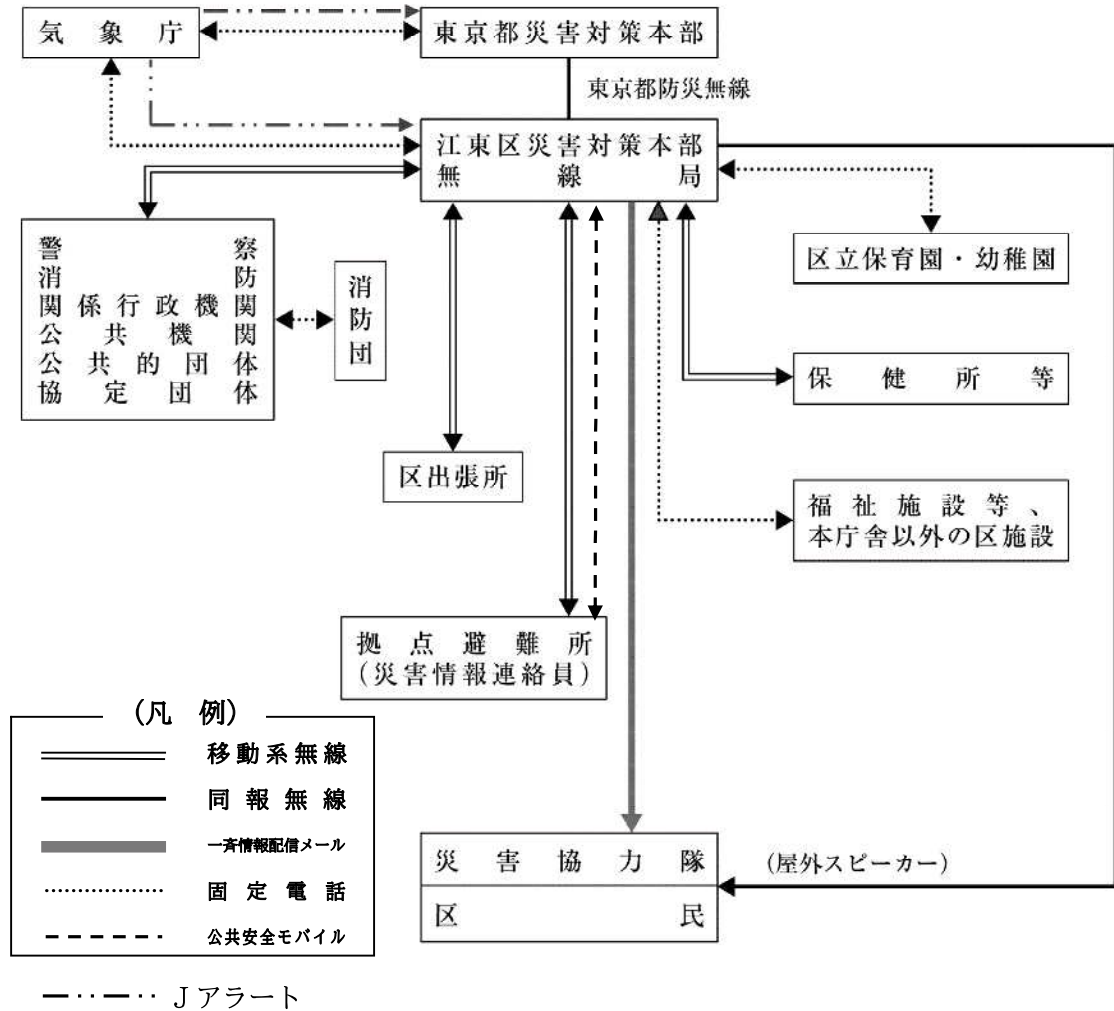 気象庁
東京都災害対策本部
東京都防災無線
江東区災害対策本部
無線局
警察
消防
関係行政機関
公共機関
公共的団体
協定団体
消防団
区立保育園・幼稚園
保健所等
区出張所
福祉施設等、
本庁舎以外の区施設
拠点避難所
(災害情報連絡員)
(凡例)
移動系無線
同報無線
一斉情報配信メール
固定電話
公共安全モバイル
Jアラート
災害協力隊
区民
(屋外スピーカー)